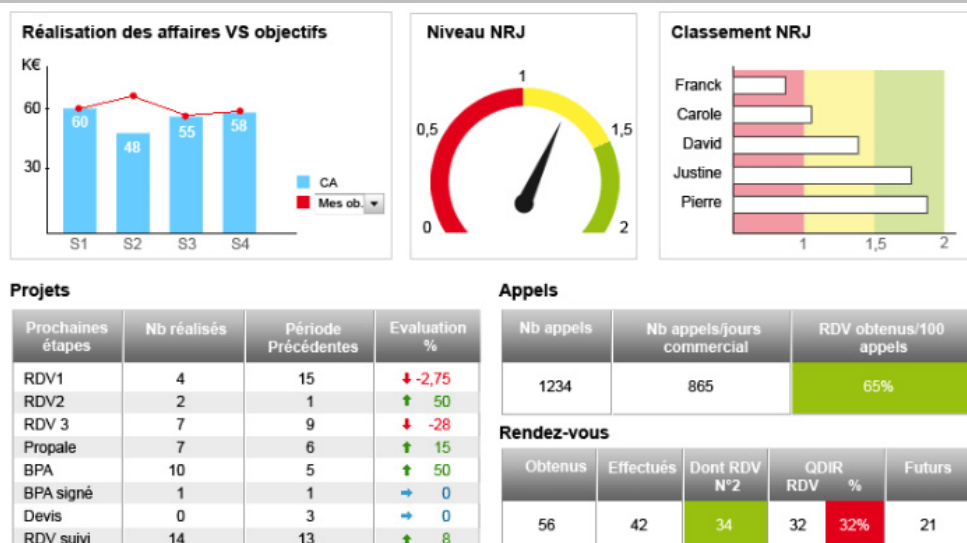 Réalisation des affaires VS objectifs
K€
60
30
60
48
55
58
S1 S2 S3 S4
CA
Mes ob.
Niveau NRJ
0
0,5
1
1,5
2
Classement NRJ
Franck
Carole
David
Justine
Pierre
1 1,5 2
Projets
Prochaines étapes Nb réalisés Période Précédentes Evaluation %
RDV1 4 15 -2,75
RDV2 2 1 50
RDV 3 7 9 -28
Propale 7 6 15
BPA 10 5 50
BPA signé 1 1 0
Devis 0 3 0
RDV suivi 14 13 8
Appels
Nb appels Nb appels/jours commercial RDV obtenus/100 appels
1234 865 65%
Rendez-vous
Obtenus Effectués Dont RDV N°2 QDIR RDV % Futurs
56 42 34 32 32% 21